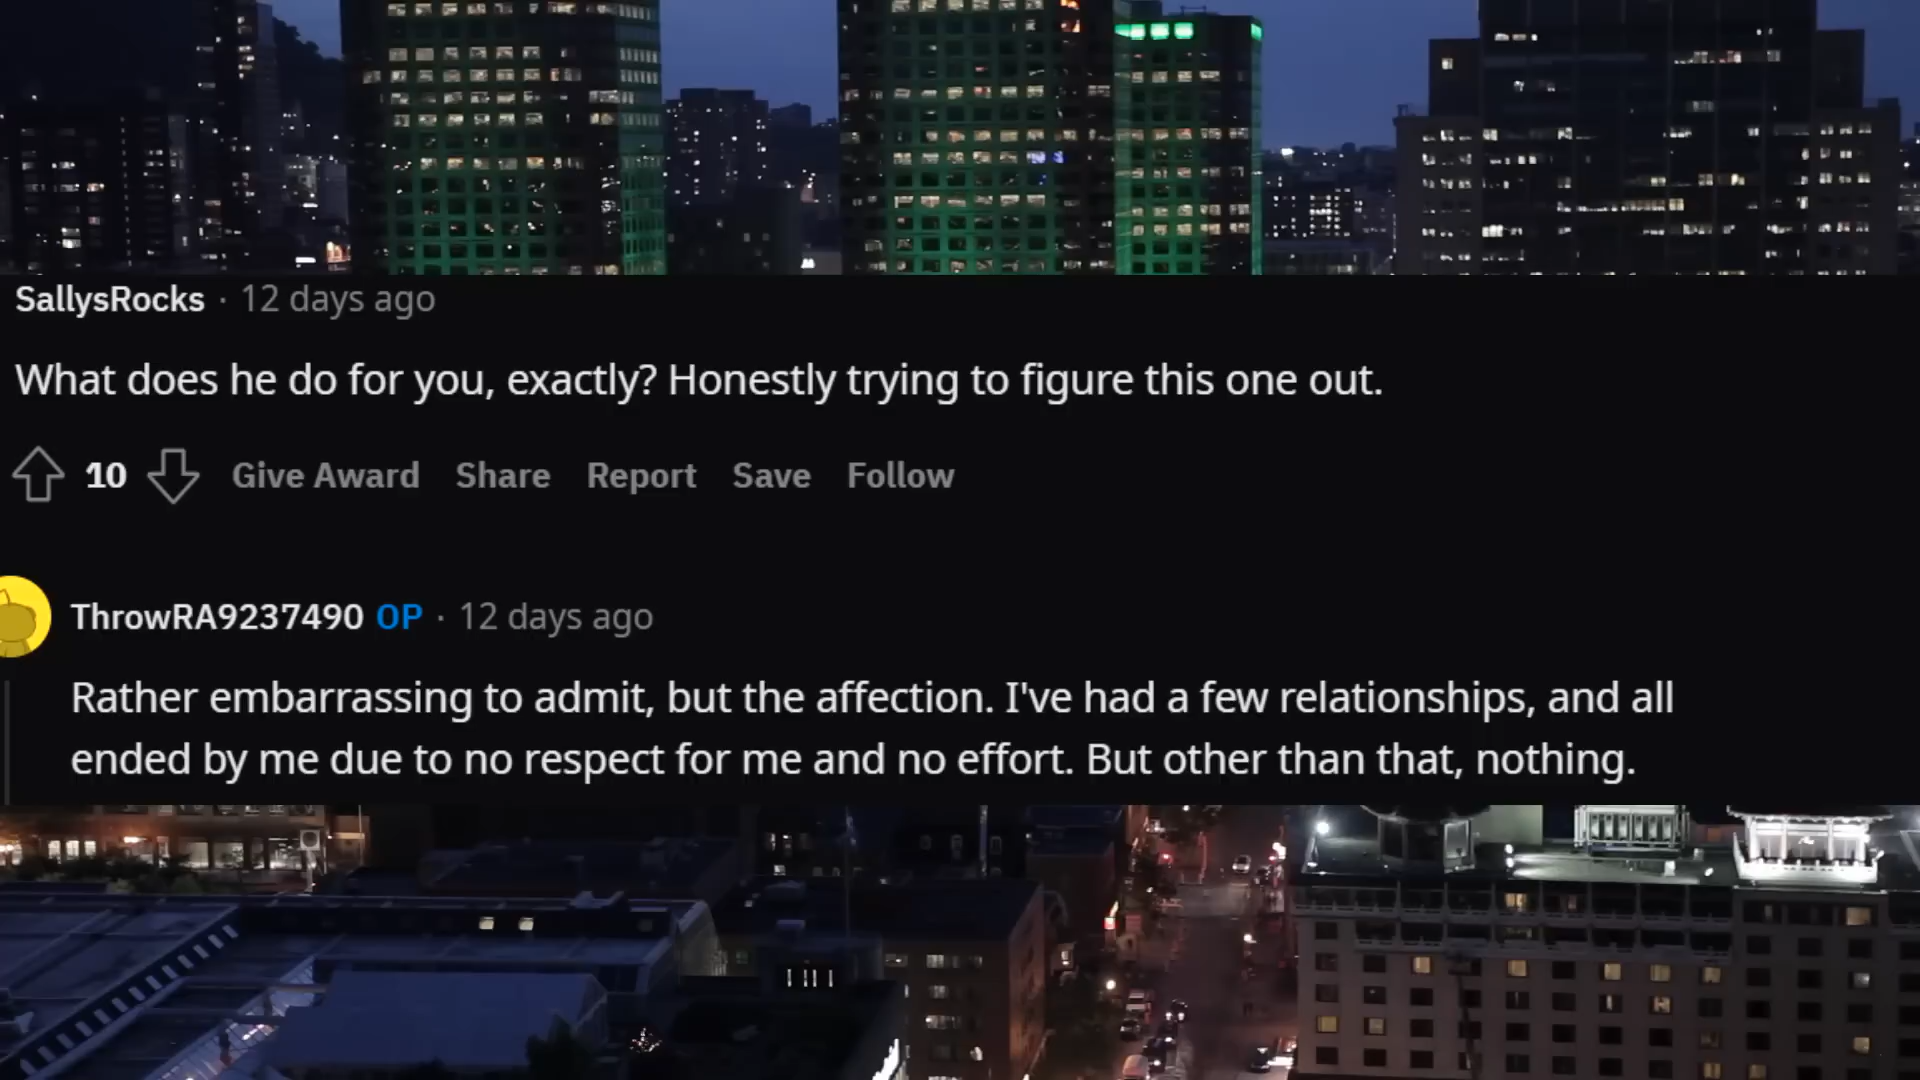 SallysRocks · 12 days ago
What does he do for you, exactly? Honestly trying to figure this one out.
10 Give Award Share Report Save Follow
ThrowRA9237490 OP · 12 days ago
Rather embarrassing to admit, but the affection. I've had a few relationships, and all
ended by me due to no respect for me and no effort. But other than that, nothing.